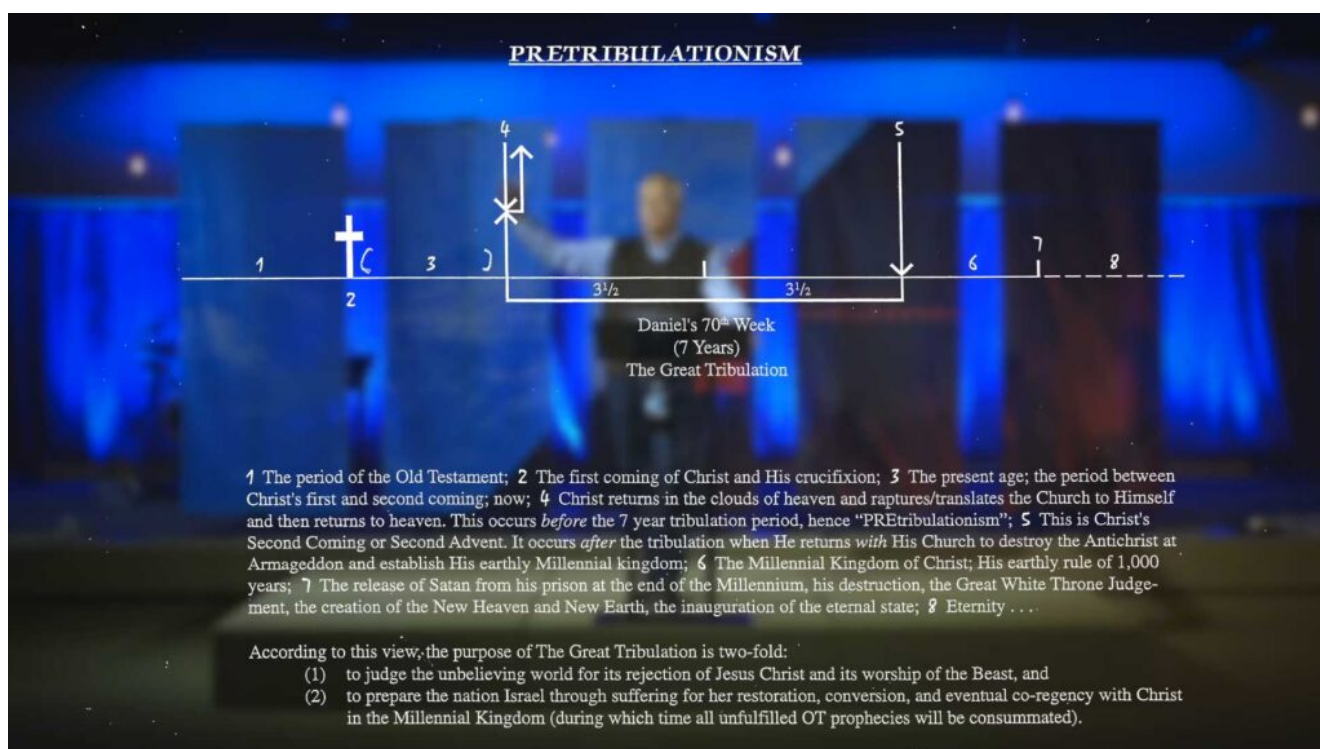 PRETRIBULATIONISM
4
5
1
( 3 )
7
6
8
2
3½
3½
Daniel's 70th Week
(7 Years)
The Great Tribulation
1 The period of the Old Testament; 2 The first coming of Christ and His crucifixion; 3 The present age; the period between
Christ's first and second coming; now; 4 Christ returns in the clouds of heaven and raptures/translates the Church to Himself
and then returns to heaven. This occurs before the 7 year tribulation period, hence “PREtribulationism”; 5 This is Christ's
Second Coming or Second Advent. It occurs after the tribulation when He returns with His Church to destroy the Antichrist at
Armageddon and establish His earthly Millennial kingdom; 6 The Millennial Kingdom of Christ; His earthly rule of 1,000
years; 7 The release of Satan from his prison at the end of the Millennium, his destruction, the Great White Throne Judge-
ment, the creation of the New Heaven and New Earth, the inauguration of the eternal state; 8 Eternity . . .
According to this view, the purpose of The Great Tribulation is two-fold:
(1) to judge the unbelieving world for its rejection of Jesus Christ and its worship of the Beast, and
(2) to prepare the nation Israel through suffering for her restoration, conversion, and eventual co-regency with Christ
in the Millennial Kingdom (during which time all unfulfilled OT prophecies will be consummated).